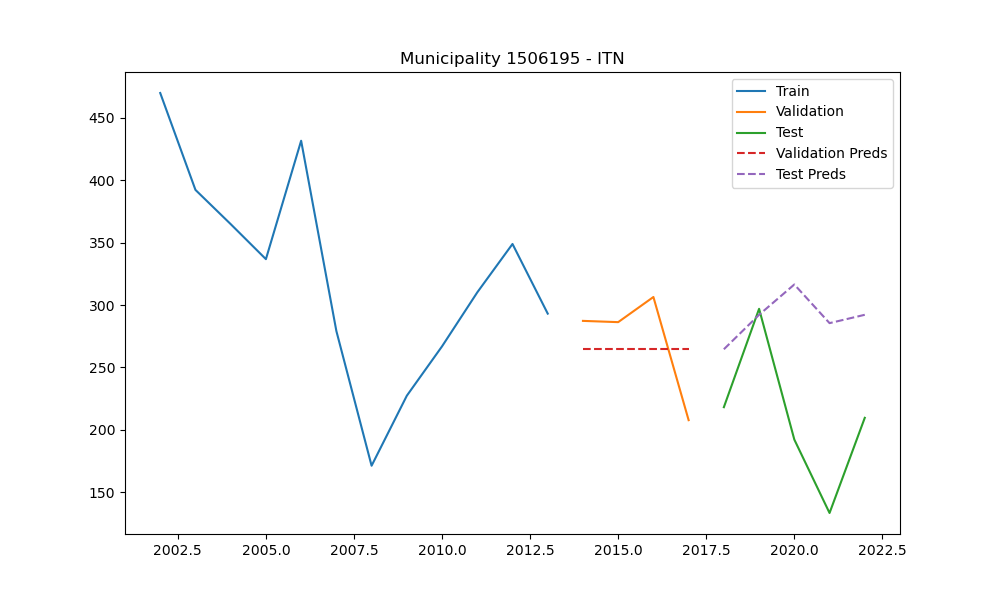 Municipality 1506195 - ITN
Train
Validation
Test
Validation Preds
Test Preds
450
400
350
300
250
200
150
2002.5 2005.0 2007.5 2010.0 2012.5 2015.0 2017.5 2020.0 2022.5